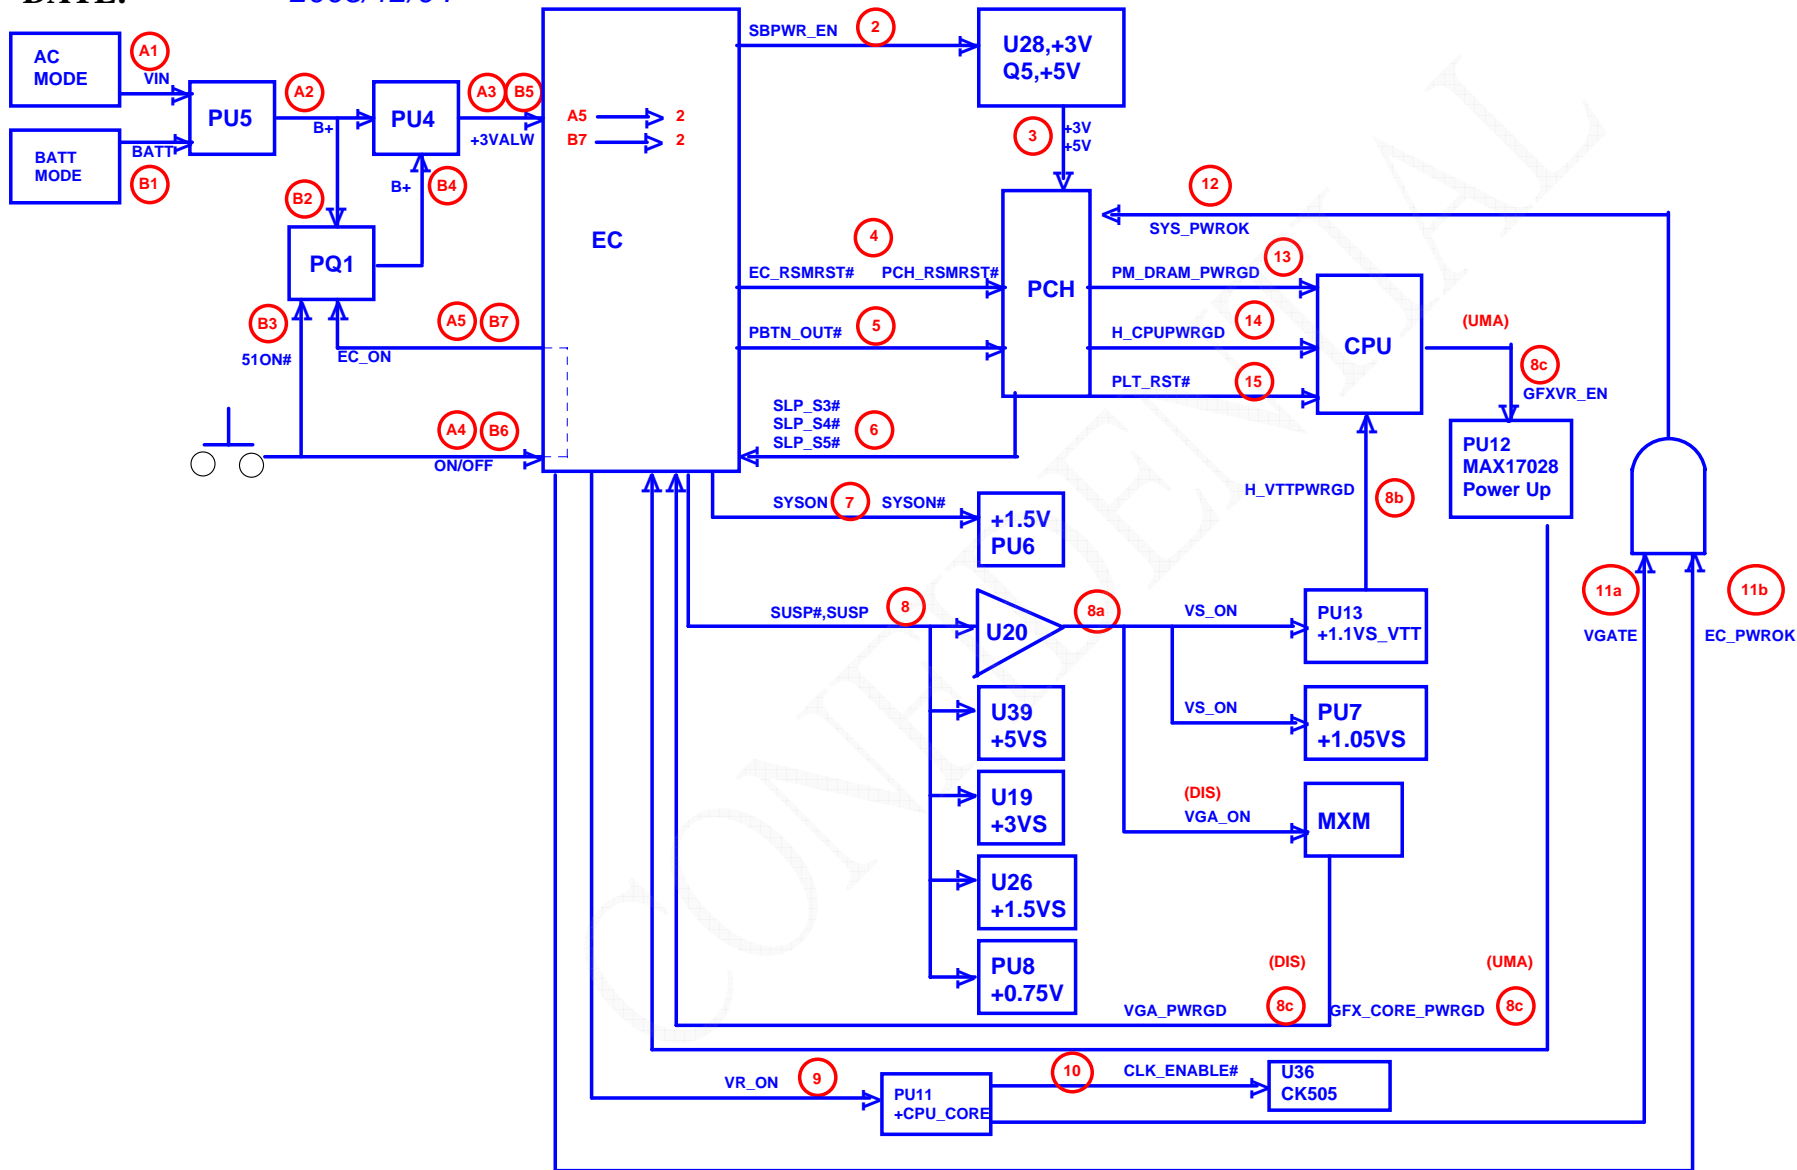 AC
MODE
A1
VIN
BATT
MODE
BATT
B1
PU5
A2
B+
PU4
A3
B5
+3VALW
B2
B+
B4
PQ1
B3
51ON#
A5
B7
EC_ON
A4
B6
ON/OFF
A5
2
B7
2
EC
SBPWR_EN
2
U28,+3V
Q5,+5V
3
+3V
+5V
4
EC_RSMRST#
PCH_RSMRST#
PBTN_OUT#
5
PCH
SLP_S3#
SLP_S4#
SLP_S5#
6
12
SYS_PWROK
PM_DRAM_PWRGD
13
H_CPUPWRGD
14
PLT_RST#
15
CPU
(UMA)
8c
GFXVR_EN
PU12
MAX17028
Power Up
H_VTTPWRGD
8b
SYSON
7
SYSON#
+1.5V
PU6
SUSP#,SUSP
8
U20
8a
VS_ON
PU13
+1.1VS_VTT
11a
VGATE
11b
EC_PWROK
U39
+5VS
VS_ON
PU7
+1.05VS
U19
+3VS
(DIS)
VGA_ON
MXM
U26
+1.5VS
PU8
+0.75V
(DIS)
VGA_PWRGD
8c
(UMA)
GFX_CORE_PWRGD
8c
VR_ON
9
PU11
+CPU_CORE
10
CLK_ENABLE#
U36
CK505
CONFIDENTIAL